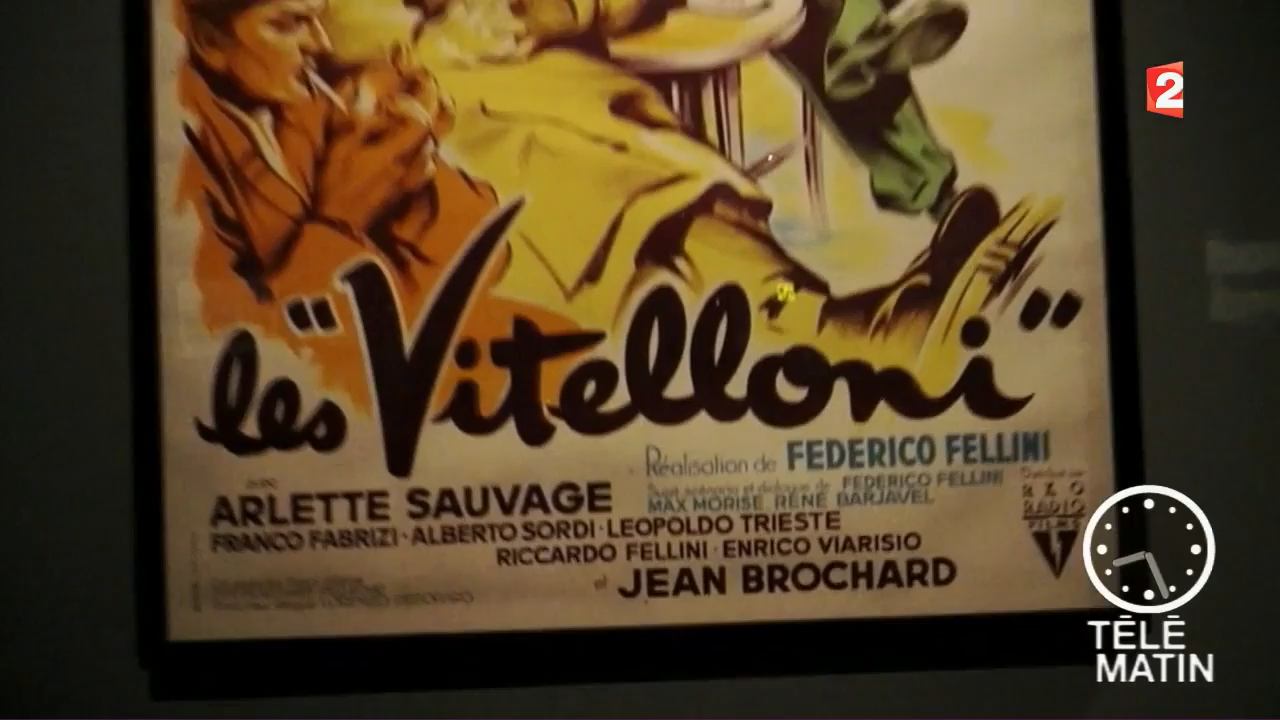 2
les "Vitelloni"
Réalisation de FEDERICO FELLINI
FEDERICO FELLINI
MAX MORISE, RENÉ BARJAVEL
ARLETTE SAUVAGE
FRANCO FABRIZI · ALBERTO SORDI · LEOPOLDO TRIESTE
RICCARDO FELLINI · ENRICO VIARISIO
et JEAN BROCHARD
RKO
RADIO
FILMS
TÉLÉ
MATIN